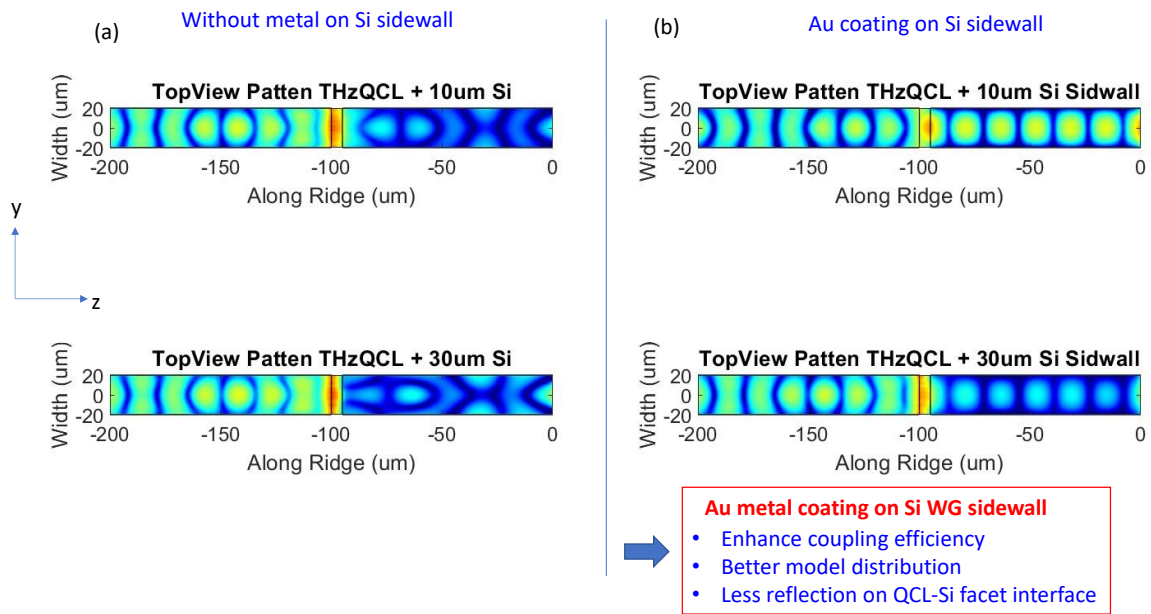 Without metal on Si sidewall
(a)
TopView Patten THzQCL + 10um Si
Width (um)
20
0
-20
-200
-150
-100
-50
0
Along Ridge (um)
y
z
TopView Patten THzQCL + 30um Si
Width (um)
20
0
-20
-200
-150
-100
-50
0
Along Ridge (um)
(b)
Au coating on Si sidewall
TopView Patten THzQCL + 10um Si Sidwall
Width (um)
20
0
-20
-200
-150
-100
-50
0
Along Ridge (um)
TopView Patten THzQCL + 30um Si Sidwall
Width (um)
20
0
-20
-200
-150
-100
-50
0
Along Ridge (um)
Au metal coating on Si WG sidewall
• Enhance coupling efficiency
• Better model distribution
• Less reflection on QCL-Si facet interface